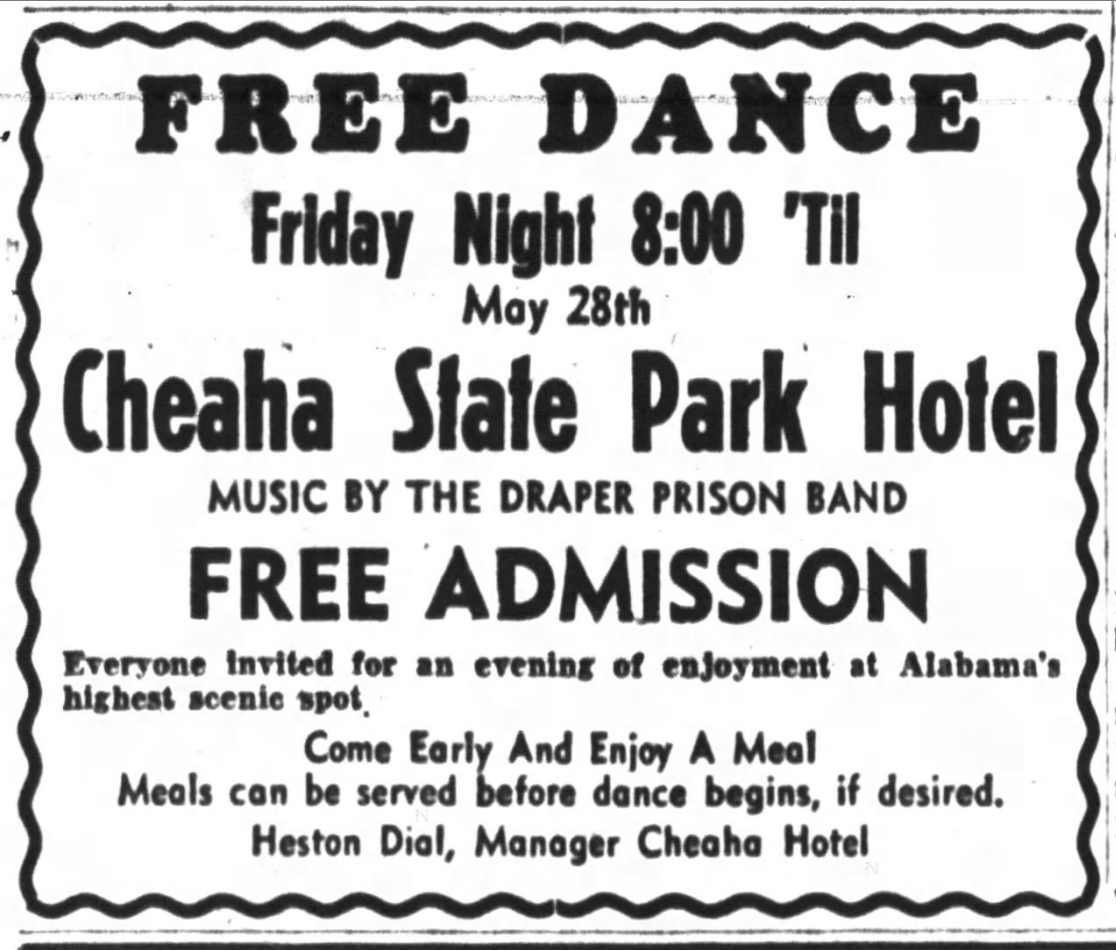 FREE DANCE
Friday Night 8:00 'Til
May 28th
Cheaha State Park Hotel
MUSIC BY THE DRAPER PRISON BAND
FREE ADMISSION
Everyone invited for an evening of enjoyment at Alabama's
highest scenic spot.
Come Early And Enjoy A Meal
Meals can be served before dance begins, if desired.
Heston Dial, Manager Cheaha Hotel